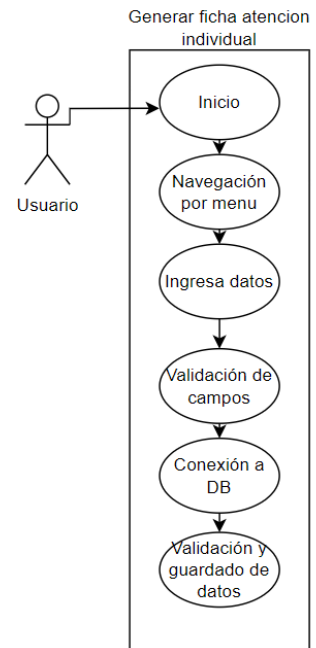 Generar ficha atencion
individual
Inicio
Usuario
Navegación
por menu
Ingresa datos
Validación de
campos
Conexión a
DB
Validación y
guardado de
datos